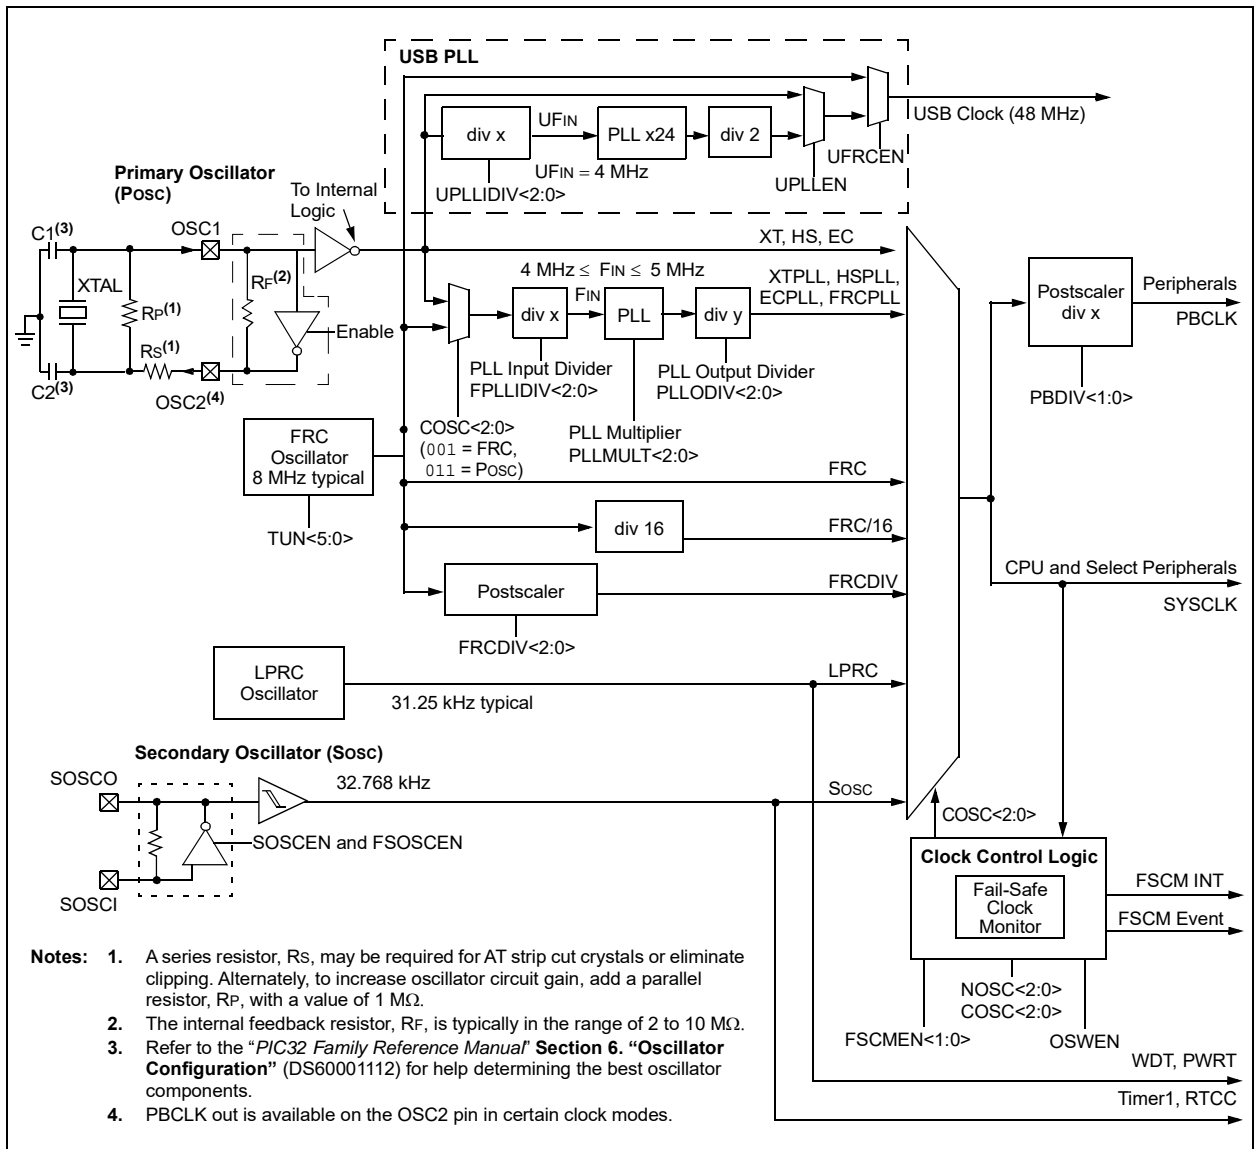 USB PLL
div x
UFIN
PLL x24
div 2
UFIN = 4 MHz
UPLLIDIV<2:0>
UFRCEN
UPLLEN
USB Clock (48 MHz)
Primary Oscillator
(POSC)
To Internal
Logic
C1(3)
OSC1
XTAL
RP(1)
RF(2)
RS(1)
Enable
C2(3)
OSC2(4)
XT, HS, EC
4 MHz ≤ FIN ≤ 5 MHz
FIN
div x
PLL
div y
XTPLL, HSPLL,
ECPLL, FRCPLL
PLL Input Divider
FPLLIDIV<2:0>
PLL Output Divider
PLLODIV<2:0>
COSC<2:0>
(001 = FRC,
011 = POSC)
PLL Multiplier
PLLMULT<2:0>
Postscaler
div x
Peripherals
PBCLK
PBDIV<1:0>
FRC
Oscillator
8 MHz typical
TUN<5:0>
FRC
div 16
FRC/16
Postscaler
FRCDIV
FRCDIV<2:0>
CPU and Select Peripherals
SYSCLK
LPRC
Oscillator
31.25 kHz typical
LPRC
Secondary Oscillator (SOSC)
SOSCO
32.768 kHz
SOSC
SOSCEN and FSOSCEN
SOSCI
COSC<2:0>
Clock Control Logic
Fail-Safe
Clock
Monitor
FSCM INT
FSCM Event
NOSC<2:0>
COSC<2:0>
FSCMEN<1:0>
OSWEN
WDT, PWRT
Timer1, RTCC
Notes: 1. A series resistor, RS, may be required for AT strip cut crystals or eliminate
clipping. Alternately, to increase oscillator circuit gain, add a parallel
resistor, RP, with a value of 1 MΩ.
2. The internal feedback resistor, RF, is typically in the range of 2 to 10 MΩ.
3. Refer to the “PIC32 Family Reference Manual” Section 6. “Oscillator
Configuration” (DS60001112) for help determining the best oscillator
components.
4. PBCLK out is available on the OSC2 pin in certain clock modes.